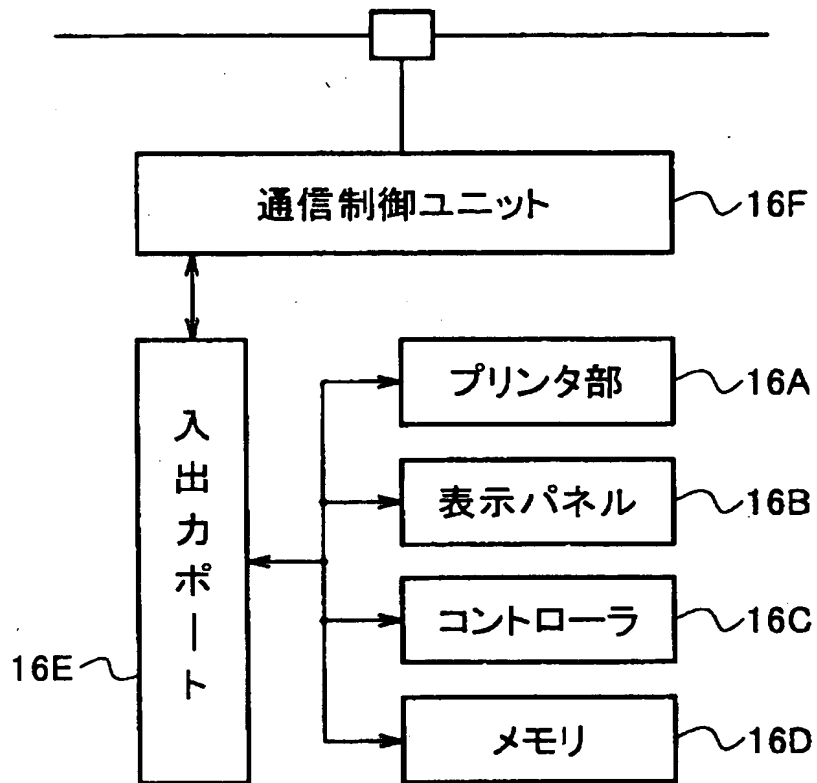 通信制御ユニット 16F
プリンタ部 16A
入出力ポート
表示パネル 16B
コントローラ 16C
16E
メモリ 16D